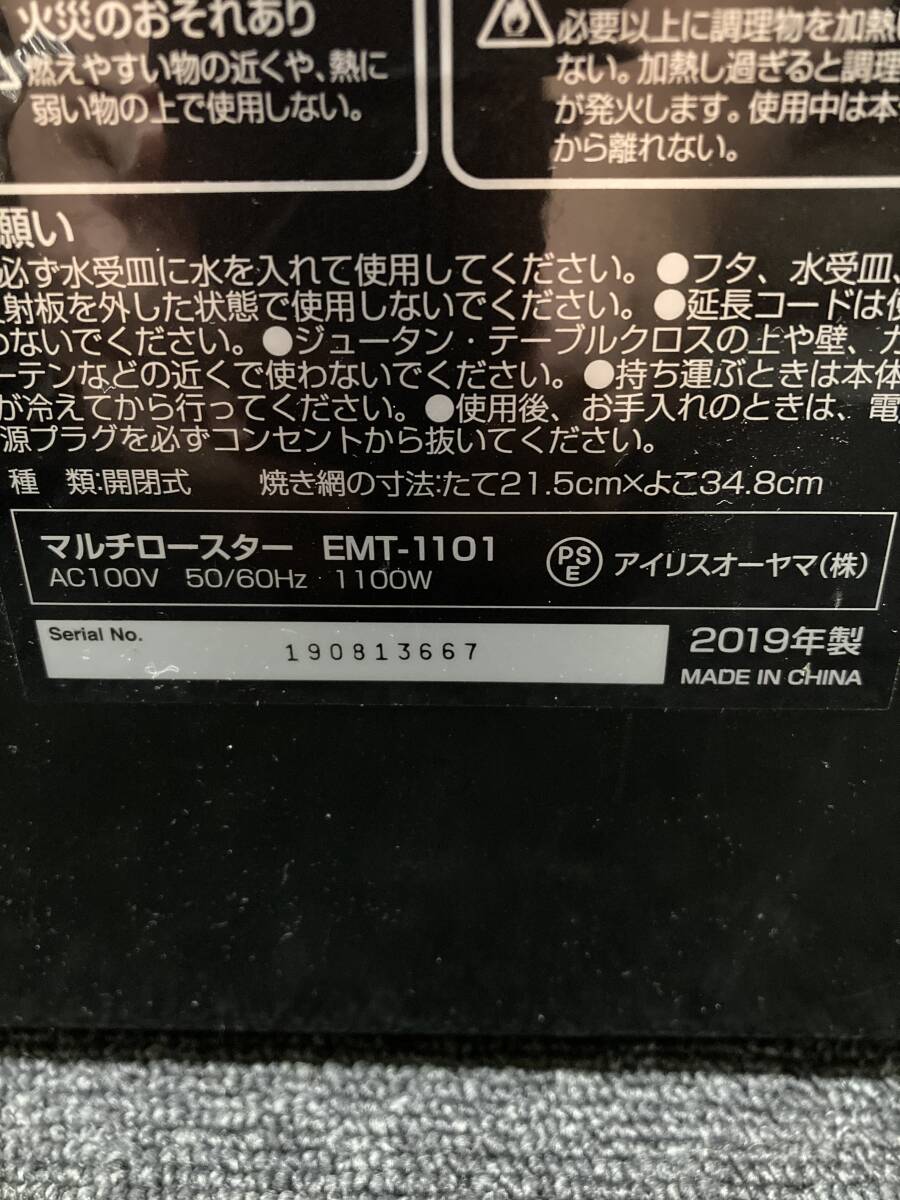 火災のおそれあり
燃えやすい物の近くや、熱に
弱い物の上で使用しない。
必要以上に調理物を加熱
ない。加熱し過ぎると調理
が発火します。使用中は本
から離れない。
願い
必ず水受皿に水を入れて使用してください。●フタ、水受皿、
射板を外した状態で使用しないでください。●延長コードは使
わないでください。●ジュータン・テーブルクロスの上や壁、カ
ーテンなどの近くで使わないでください。●持ち運ぶときは本体
が冷えてから行ってください。●使用後、お手入れのときは、電
源プラグを必ずコンセントから抜いてください。
種 類:開閉式 焼き網の寸法:たて21.5cm×よこ34.8cm
マルチロースター EMT-1101
AC100V 50/60Hz 1100W
PSE アイリスオーヤマ(株)
Serial No.
190813667
2019年製
MADE IN CHINA